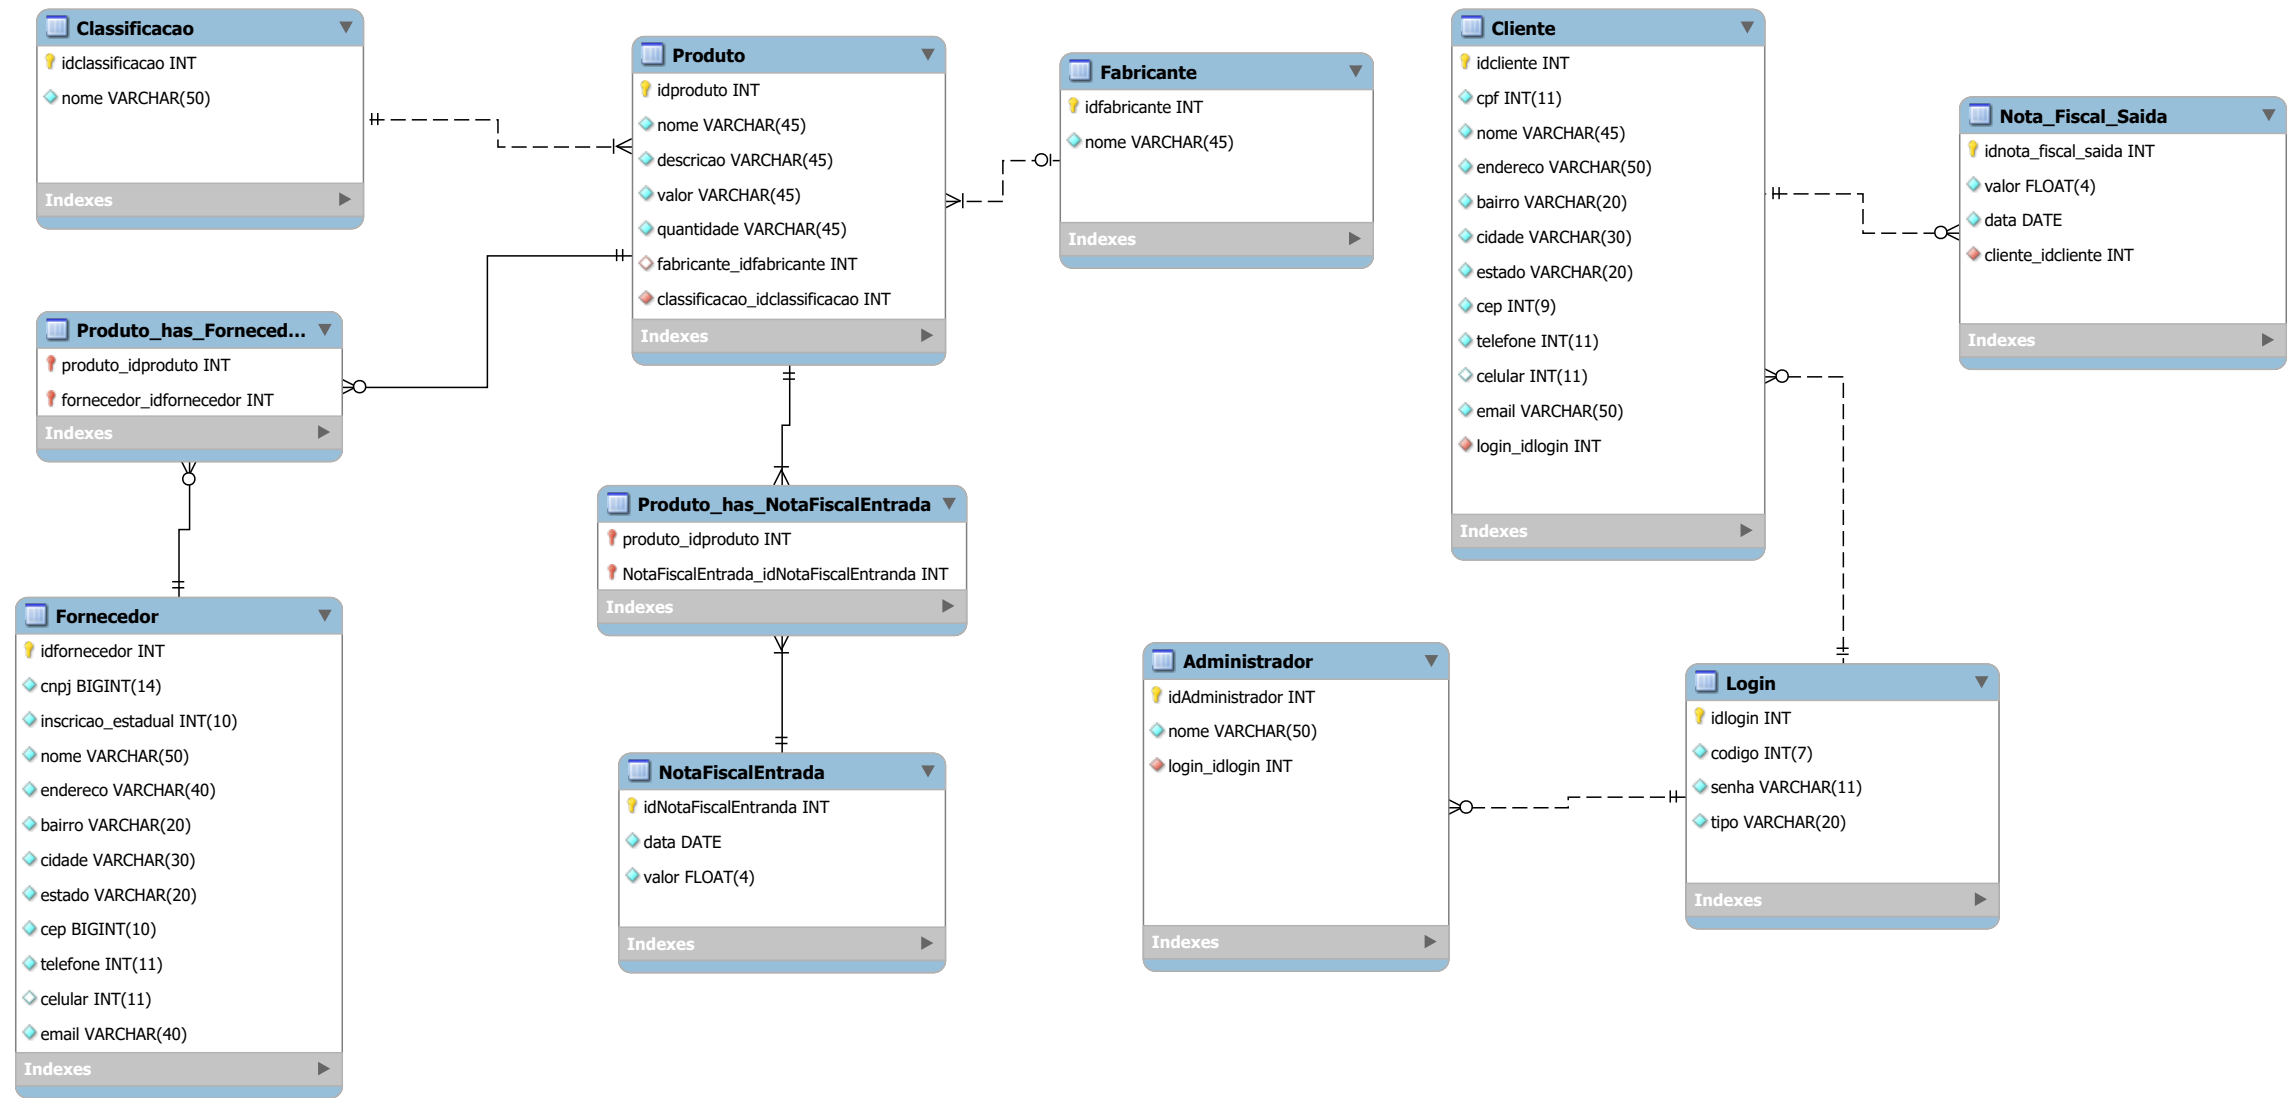 Classificacao
idclassificacao INT
nome VARCHAR(50)
Indexes
Produto
idproduto INT
nome VARCHAR(45)
descricao VARCHAR(45)
valor VARCHAR(45)
quantidade VARCHAR(45)
fabricante_idfabricante INT
classificacao_idclassificacao INT
Indexes
Fabricante
idfabricante INT
nome VARCHAR(45)
Indexes
Cliente
idcliente INT
cpf INT(11)
nome VARCHAR(45)
endereco VARCHAR(50)
bairro VARCHAR(20)
cidade VARCHAR(30)
estado VARCHAR(20)
cep INT(9)
telefone INT(11)
celular INT(11)
email VARCHAR(50)
login_idlogin INT
Indexes
Nota_Fiscal_Saida
idnota_fiscal_saida INT
valor FLOAT(4)
data DATE
cliente_idcliente INT
Indexes
Produto_has_Forneced...
produto_idproduto INT
fornecedor_idfornecedor INT
Indexes
Produto_has_NotaFiscalEntrada
produto_idproduto INT
NotaFiscalEntrada_idNotaFiscalEntranda INT
Indexes
Fornecedor
idfornecedor INT
cnpj BIGINT(14)
inscricao_estadual INT(10)
nome VARCHAR(50)
endereco VARCHAR(40)
bairro VARCHAR(20)
cidade VARCHAR(30)
estado VARCHAR(20)
cep BIGINT(10)
telefone INT(11)
celular INT(11)
email VARCHAR(40)
Indexes
NotaFiscalEntrada
idNotaFiscalEntranda INT
data DATE
valor FLOAT(4)
Indexes
Administrador
idAdministrador INT
nome VARCHAR(50)
login_idlogin INT
Indexes
Login
idlogin INT
codigo INT(7)
senha VARCHAR(11)
tipo VARCHAR(20)
Indexes